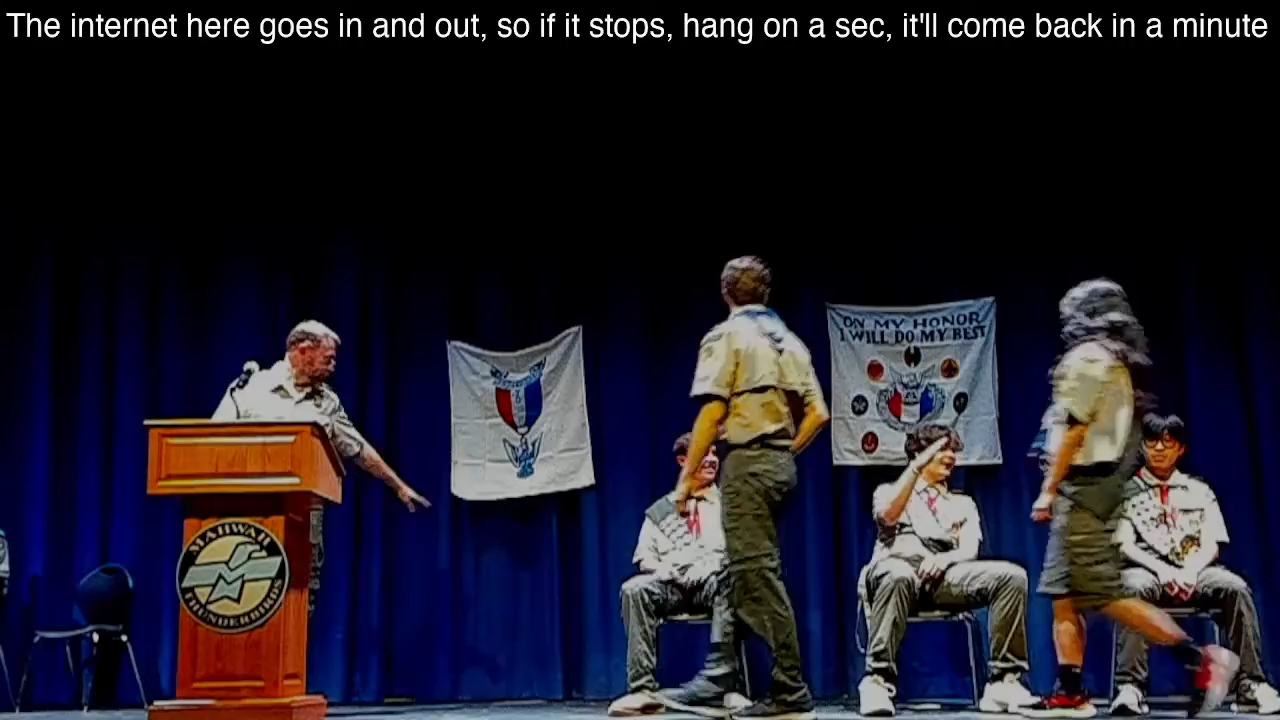 The internet here goes in and out, so if it stops, hang on a sec, it'll come back in a minute
ON MY HONOR
I WILL DO MY BEST
MAHWAH
M
THUNDERBIRDS